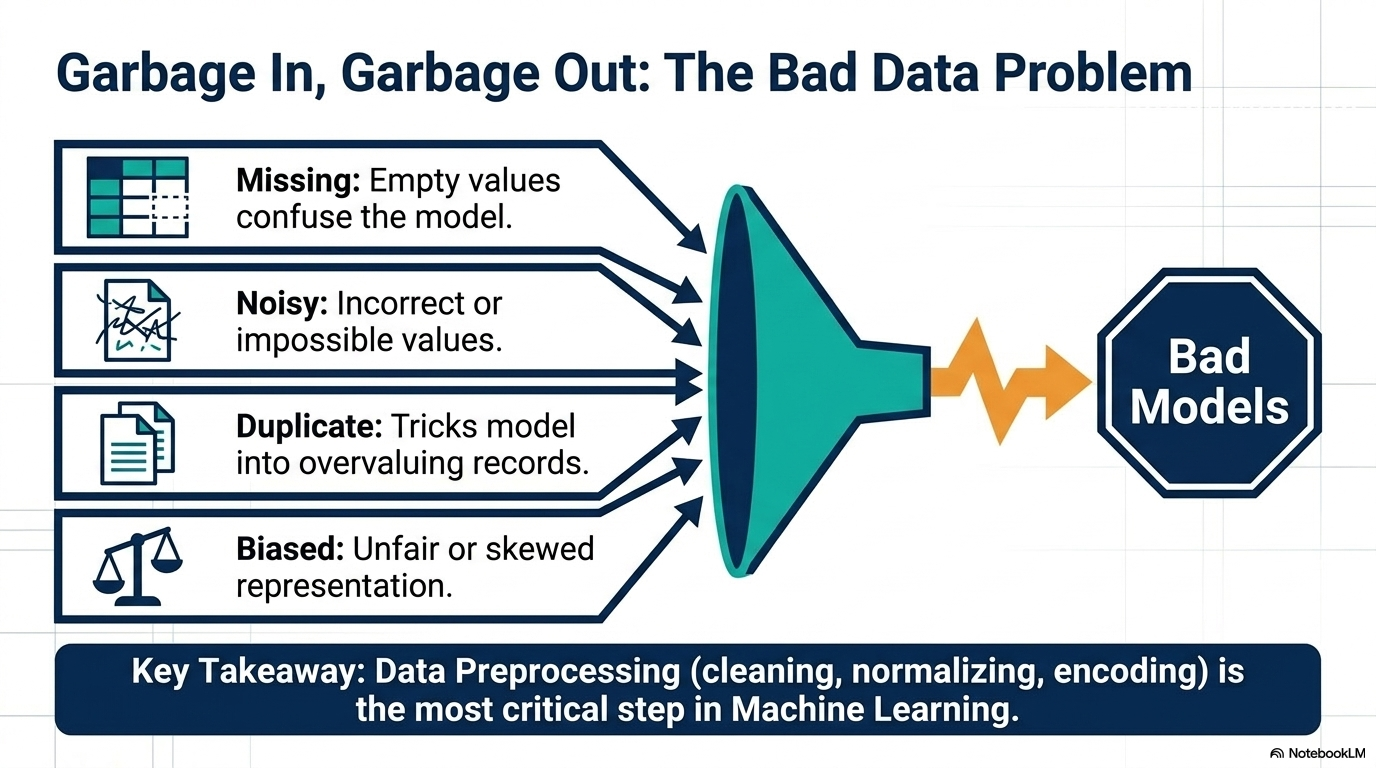 Garbage In, Garbage Out: The Bad Data Problem
Missing: Empty values
confuse the model.
Noisy: Incorrect or
impossible values.
Duplicate: Tricks model
into overvaluing records.
Biased: Unfair or skewed
representation.
Bad
Models
Key Takeaway: Data Preprocessing (cleaning, normalizing, encoding) is
the most critical step in Machine Learning.
NotebookLM